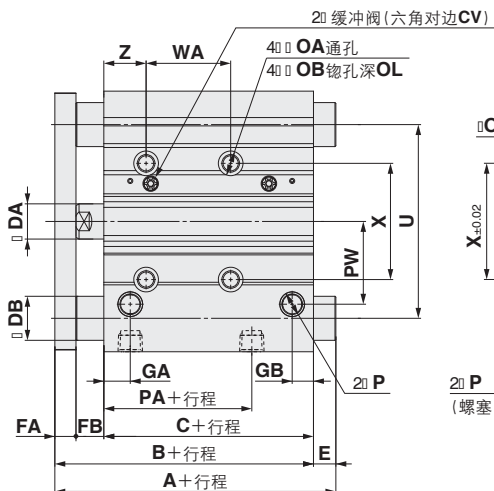 2▯ 缓冲阀(六角对边CV)
Z
WA
4▯▯ OA通孔
4▯▯ OB锪孔深OL
▯O
▯DA
X
U
X±0.02
PW
▯DB
GA
GB
2▯ P
2▯ P
(螺塞
PA+行程
FA
FB
C+行程
B+行程
E
A+行程